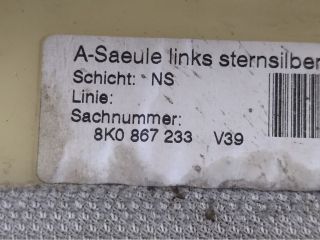 A-Saeule links sternsilber
Schicht: NS
Linie:
Sachnummer:
8K0 867 233 V39